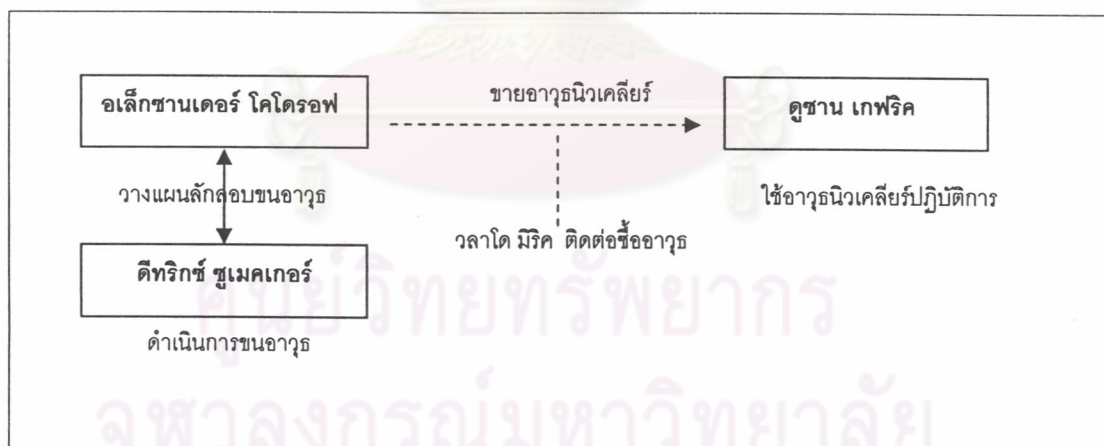 อเล็กซานเดอร์ โคโดรอฟ
ขายอาวุธนิวเคลียร์
ดูซาน เกฟริค
วางแผนลักลอบขนอาวุธ
ใช้อาวุธนิวเคลียร์ปฏิบัติการ
วลาโด มิริค ติดต่อซื้ออาวุธ
ดีทริกซ์ ซูเมคเกอร์
ดำเนินการขนอาวุธ
ศูนย์วิทยทรัพยากร
จุฬาลงกรณ์มหาวิทยาลัย